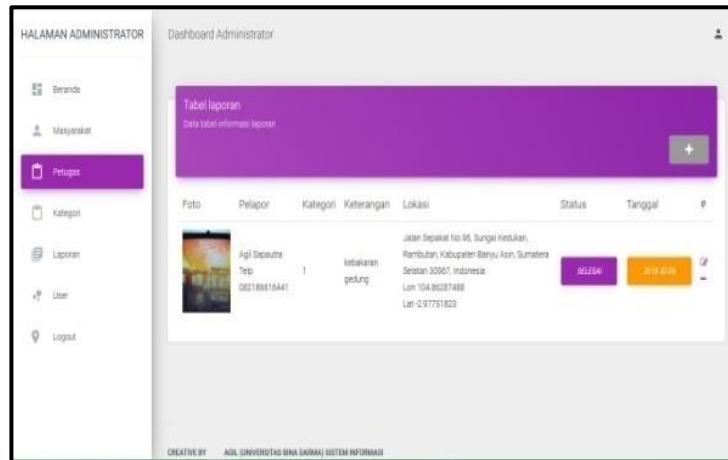 HALAMAN ADMINISTRATOR
Dashboard Administrator
Beranda
Masyarakat
Petugas
Kategori
Laporan
User
Logout
Tabel laporan
Data tabel informasi laporan
+
Foto Pelapor Kategori Keterangan Lokasi Status Tanggal #
Agil Sapautra
Telp
082186616441
1
kebakaran
gedung
Jalan Sepakat No.96, Sungai Kedukan,
Rambutan, Kabupaten Banyu Asin, Sumatera
Selatan 30967, Indonesia
Lon 104.86287488
Lat -2.97751823
SELESAI
CREATIVE BY AGIL (UNIVERSITAS BINA DARMA) SISTEM INFORMASI